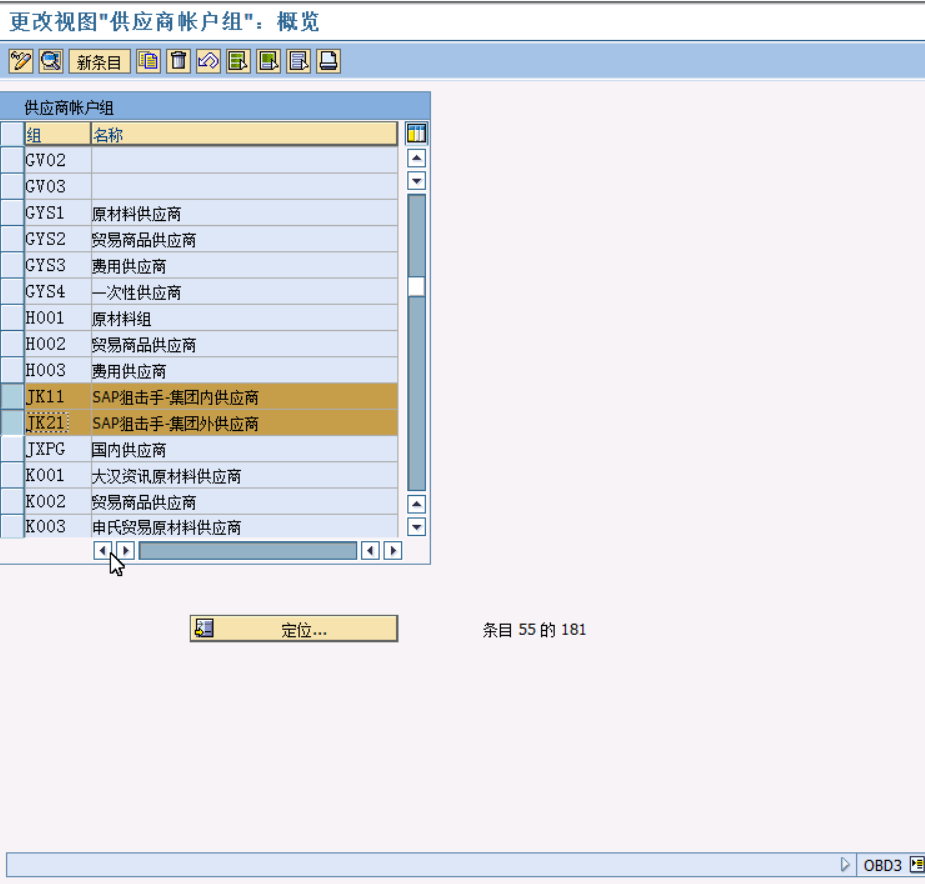 更改视图"供应商帐户组": 概览
新条目
供应商帐户组
组 名称
GV02
GV03
GYS1 原材料供应商
GYS2 贸易商品供应商
GYS3 费用供应商
GYS4 一次性供应商
H001 原材料组
H002 贸易商品供应商
H003 费用供应商
JK11 SAP狙击手-集团内供应商
JK21 SAP狙击手-集团外供应商
JXPG 国内供应商
K001 大汉资讯原材料供应商
K002 贸易商品供应商
K003 申氏贸易原材料供应商
定位... 条目 55 的 181
OBD3